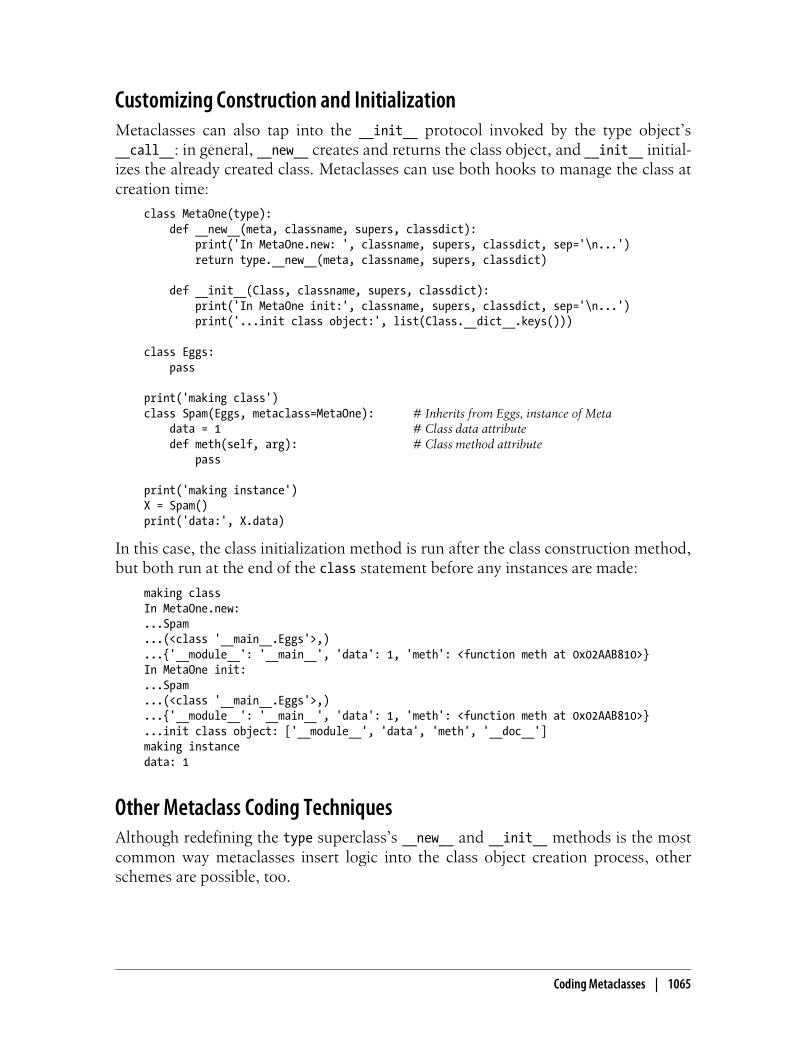 Customizing Construction and Initialization
Metaclasses can also tap into the __init__ protocol invoked by the type object's
__call__: in general, __new__ creates and returns the class object, and __init__ initial-
izes the already created class. Metaclasses can use both hooks to manage the class at
creation time:
class MetaOne(type):
    def __new__(meta, classname, supers, classdict):
        print('In MetaOne.new: ', classname, supers, classdict, sep='\n...')
        return type.__new__(meta, classname, supers, classdict)

    def __init__(Class, classname, supers, classdict):
        print('In MetaOne init:', classname, supers, classdict, sep='\n...')
        print('...init class object:', list(Class.__dict__.keys()))

class Eggs:
    pass

print('making class')
class Spam(Eggs, metaclass=MetaOne):      # Inherits from Eggs, instance of Meta
    data = 1                              # Class data attribute
    def meth(self, arg):                  # Class method attribute
        pass

print('making instance')
X = Spam()
print('data:', X.data)
In this case, the class initialization method is run after the class construction method,
but both run at the end of the class statement before any instances are made:
making class
In MetaOne.new:
...Spam
...(<class '__main__.Eggs'>,)
...{'__module__': '__main__', 'data': 1, 'meth': <function meth at 0x02AAB810>}
In MetaOne init:
...Spam
...(<class '__main__.Eggs'>,)
...{'__module__': '__main__', 'data': 1, 'meth': <function meth at 0x02AAB810>}
...init class object: ['__module__', 'data', 'meth', '__doc__']
making instance
data: 1
Other Metaclass Coding Techniques
Although redefining the type superclass's __new__ and __init__ methods is the most
common way metaclasses insert logic into the class object creation process, other
schemes are possible, too.
Coding Metaclasses | 1065